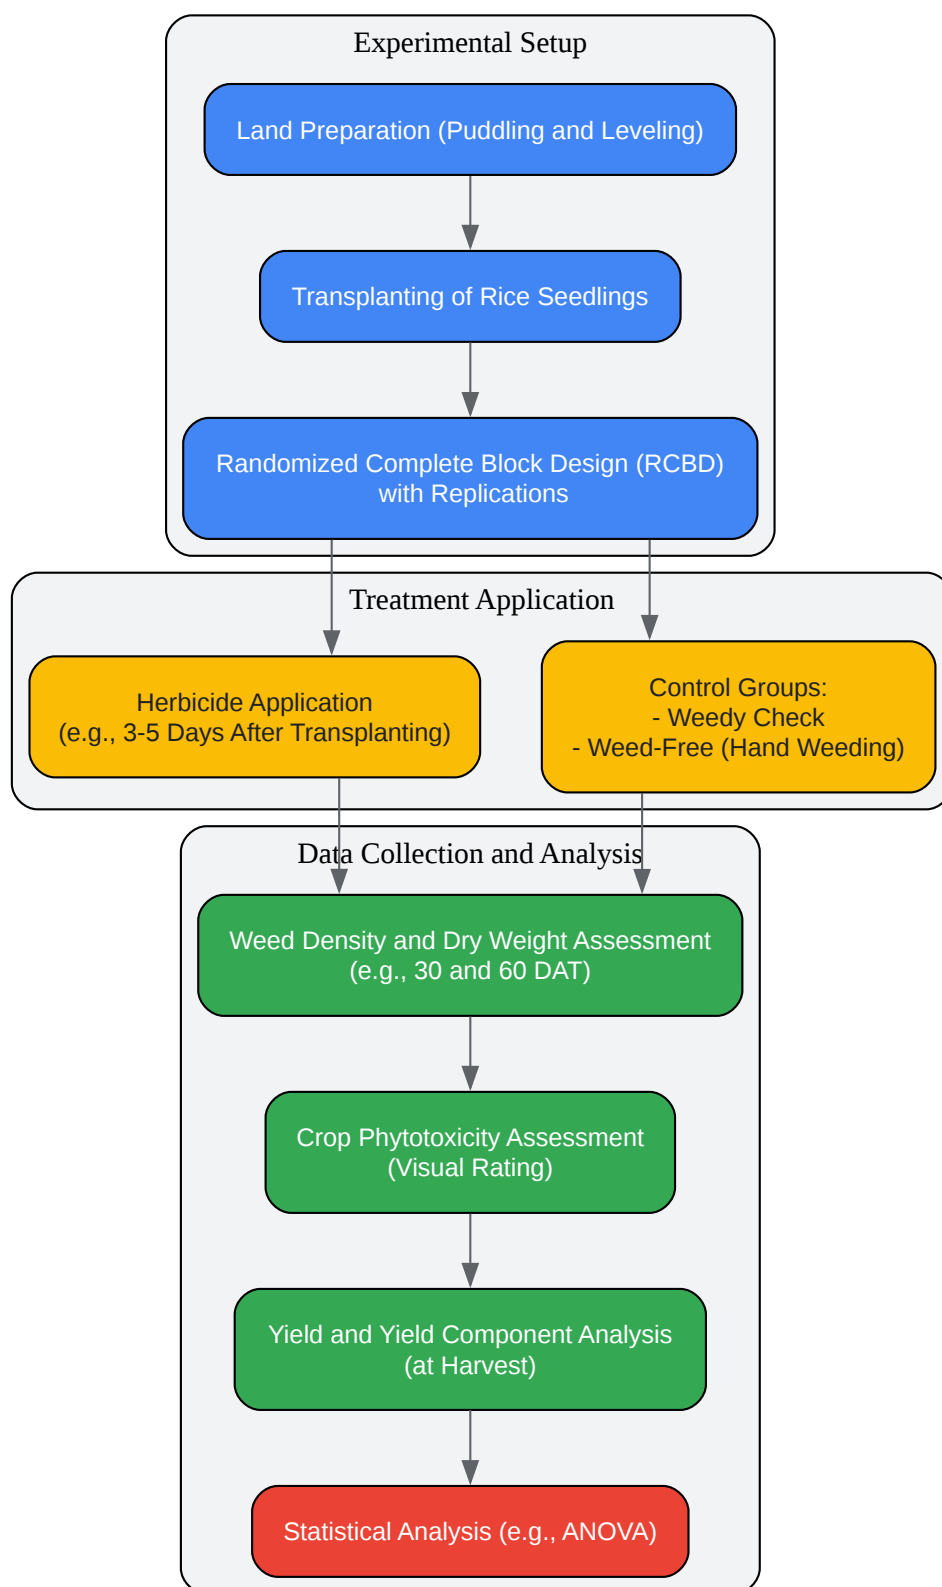 Experimental Setup
Land Preparation (Puddling and Leveling)
Transplanting of Rice Seedlings
Randomized Complete Block Design (RCBD)
with Replications
Treatment Application
Herbicide Application
(e.g., 3-5 Days After Transplanting)
Control Groups:
- Weedy Check
- Weed-Free (Hand Weeding)
Data Collection and Analysis
Weed Density and Dry Weight Assessment
(e.g., 30 and 60 DAT)
Crop Phytotoxicity Assessment
(Visual Rating)
Yield and Yield Component Analysis
(at Harvest)
Statistical Analysis (e.g., ANOVA)